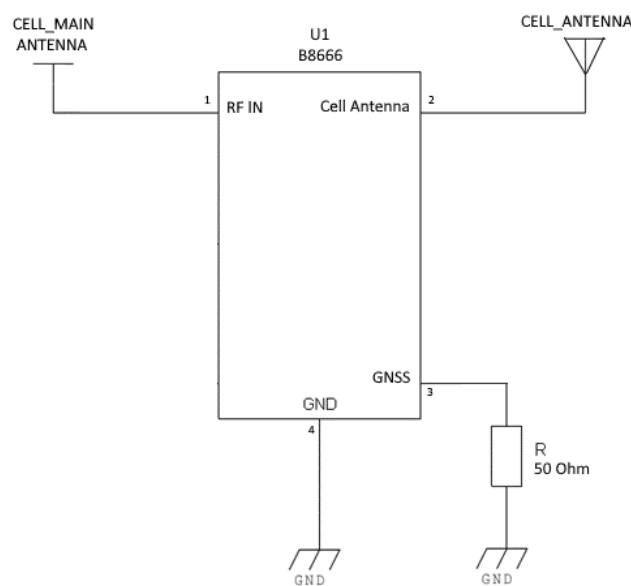 CELL_MAIN
ANTENNA
U1
B8666
CELL_ANTENNA
1
RF IN
Cell Antenna
2
GNSS
3
GND
4
R
50 Ohm
GND
GND